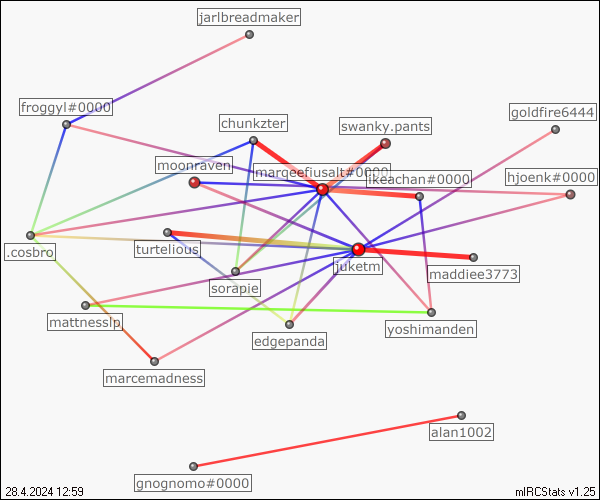 jarlbreadmaker
froggyl#0000
goldfire6444
chunkzter
swanky.pants
moonraven
marqeefiusalt#0000
ikeachan#0000
hjoenk#0000
.cosbro
turtelious
juketm
maddiee3773
sorapie
mattnesslp
yoshimanden
edgepanda
marcemadness
alan1002
gnognomo#0000
28.4.2024 12:59
mIRCStats v1.25